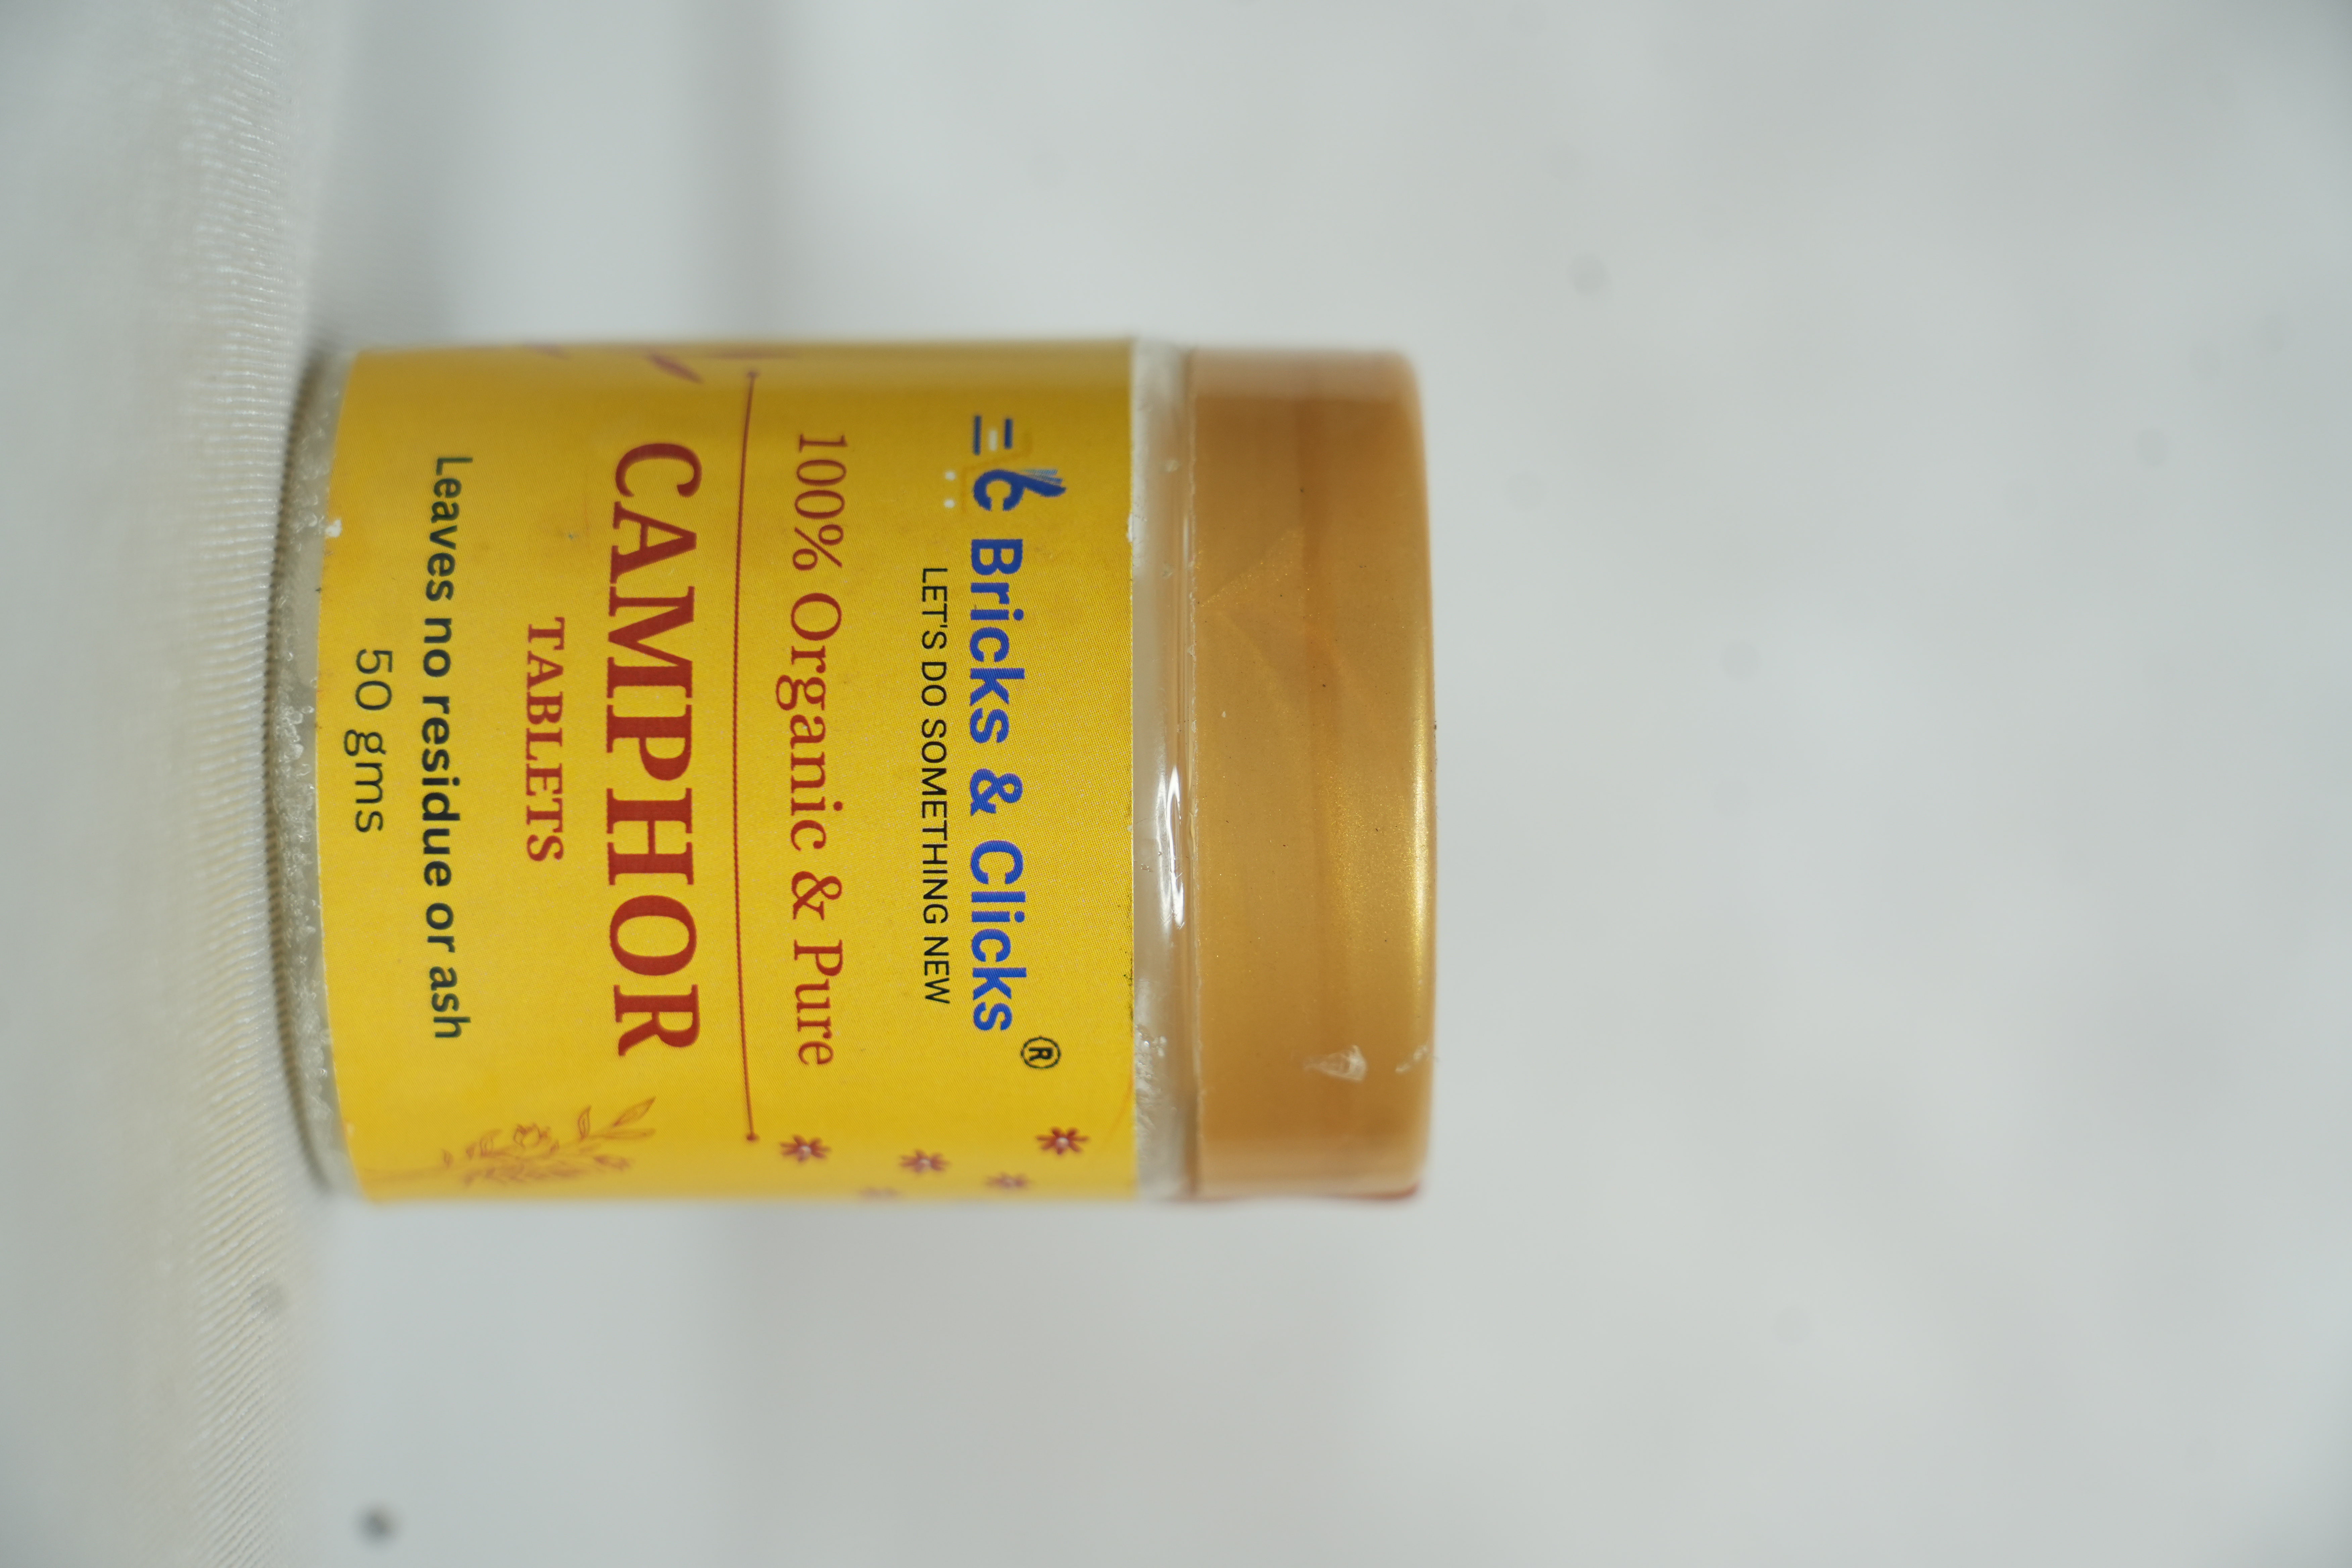 Bricks & Clicks ®
LET'S DO SOMETHING NEW
100% Organic & Pure
CAMPHOR
TABLETS
Leaves no residue or ash
50 gms